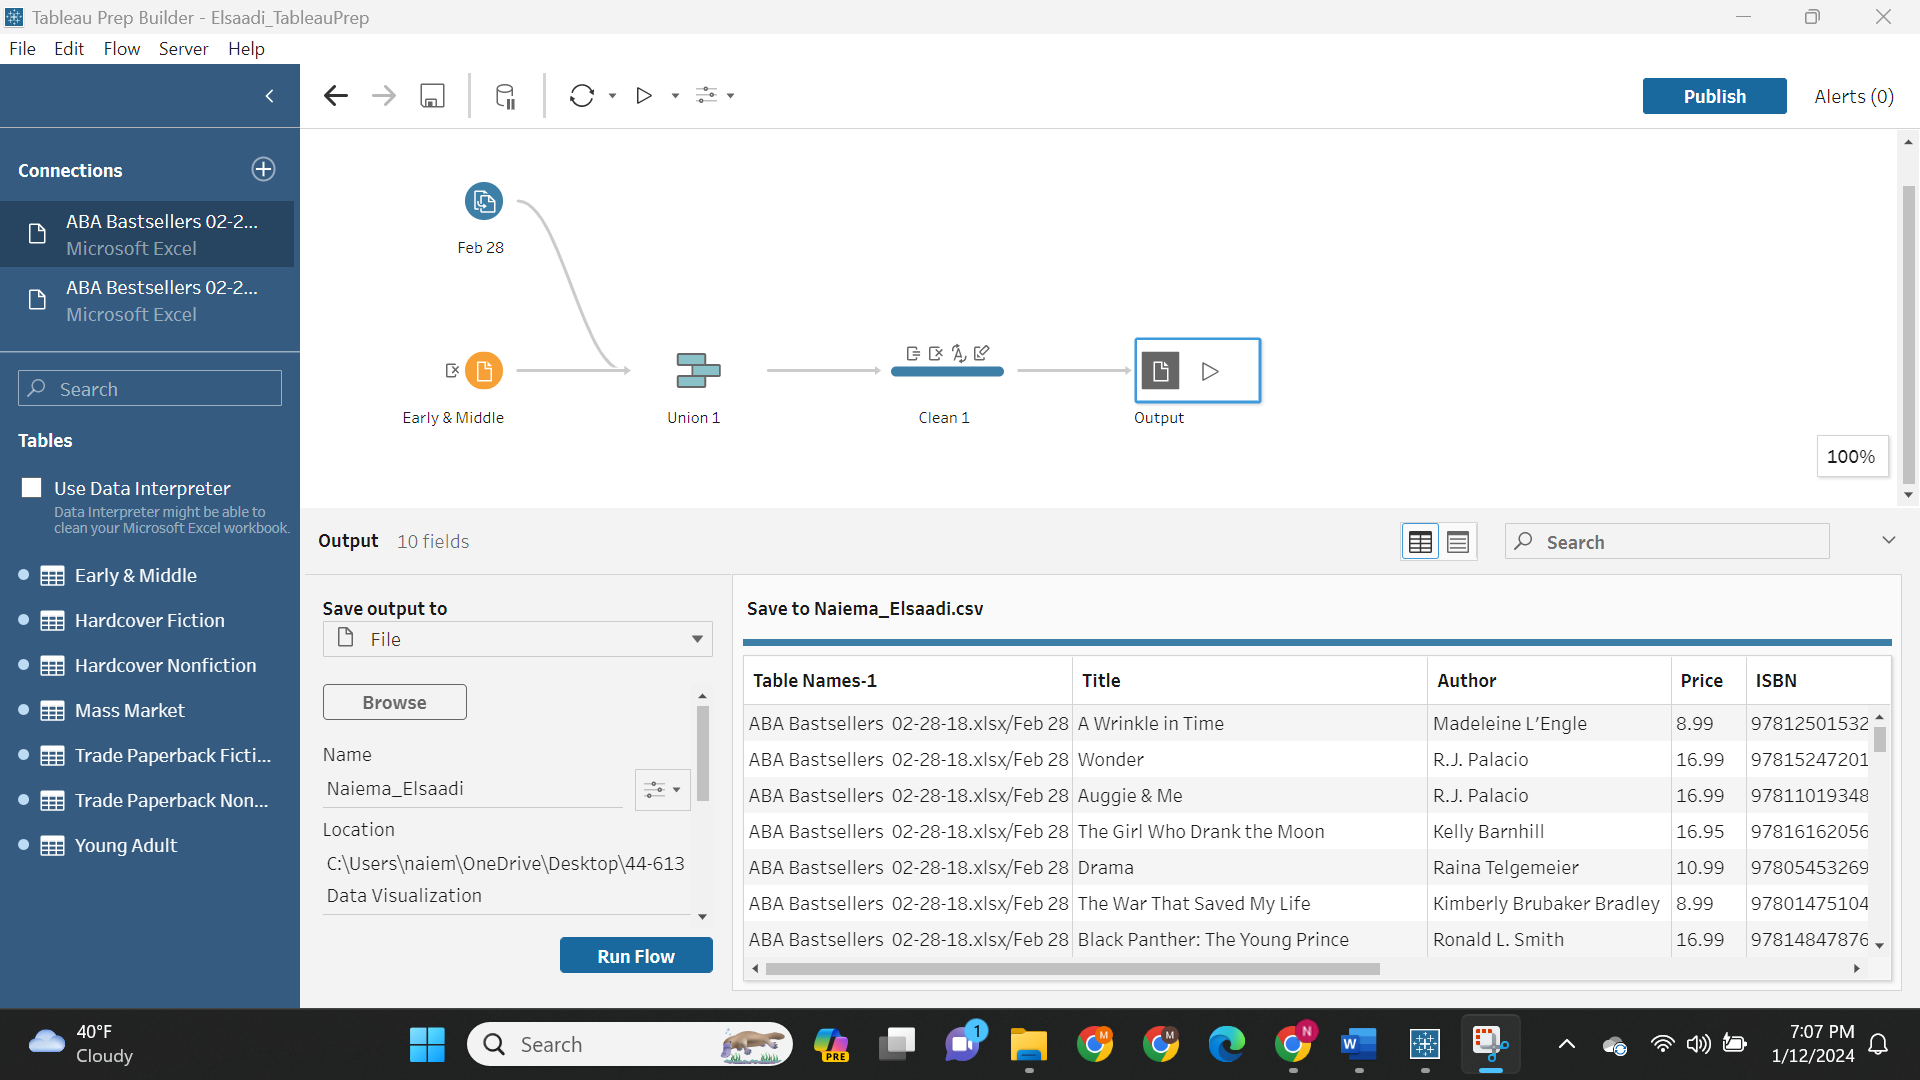 Tableau Prep Builder - Elsaadi_TableauPrep
File Edit Flow Server Help
Publish
Alerts (0)
Connections
ABA Bastsellers 02-2...
Microsoft Excel
ABA Bestsellers 02-2...
Microsoft Excel
Search
Tables
Use Data Interpreter
Data Interpreter might be able to
clean your Microsoft Excel workbook.
Early & Middle
Hardcover Fiction
Hardcover Nonfiction
Mass Market
Trade Paperback Ficti...
Trade Paperback Non...
Young Adult
Feb 28
Early & Middle
Union 1
Clean 1
Output
100%
Output 10 fields
Search
Save output to
File
Browse
Name
Naiema_Elsaadi
Location
C:\Users\naiem\OneDrive\Desktop\44-613
Data Visualization
Run Flow
Save to Naiema_Elsaadi.csv
Table Names-1 Title Author Price ISBN
ABA Bastsellers 02-28-18.xlsx/Feb 28 A Wrinkle in Time Madeleine L'Engle 8.99 97812501532
ABA Bastsellers 02-28-18.xlsx/Feb 28 Wonder R.J. Palacio 16.99 97815247201
ABA Bastsellers 02-28-18.xlsx/Feb 28 Auggie & Me R.J. Palacio 16.99 97811019348
ABA Bastsellers 02-28-18.xlsx/Feb 28 The Girl Who Drank the Moon Kelly Barnhill 16.95 97816162056
ABA Bastsellers 02-28-18.xlsx/Feb 28 Drama Raina Telgemeier 10.99 97805453269
ABA Bastsellers 02-28-18.xlsx/Feb 28 The War That Saved My Life Kimberly Brubaker Bradley 8.99 97801475104
ABA Bastsellers 02-28-18.xlsx/Feb 28 Black Panther: The Young Prince Ronald L. Smith 16.99 97814847876
40°F
Cloudy
Search
PRE
1
M
M
N
W
7:07 PM
1/12/2024